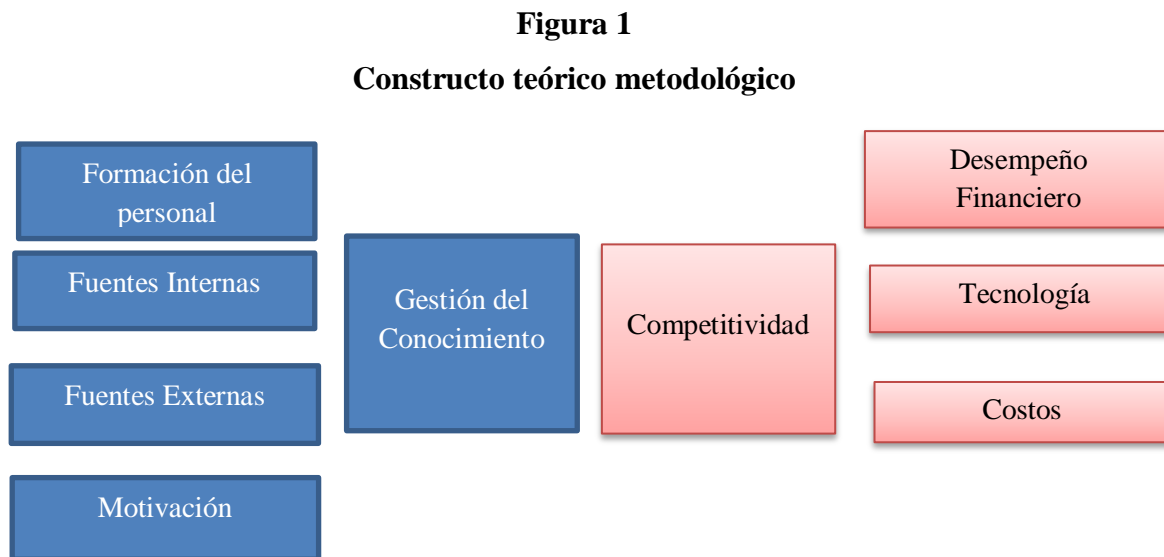 Figura 1
Constructo teórico metodológico
Formación del
personal
Fuentes Internas
Fuentes Externas
Motivación
Gestión del
Conocimiento
Competitividad
Desempeño
Financiero
Tecnología
Costos